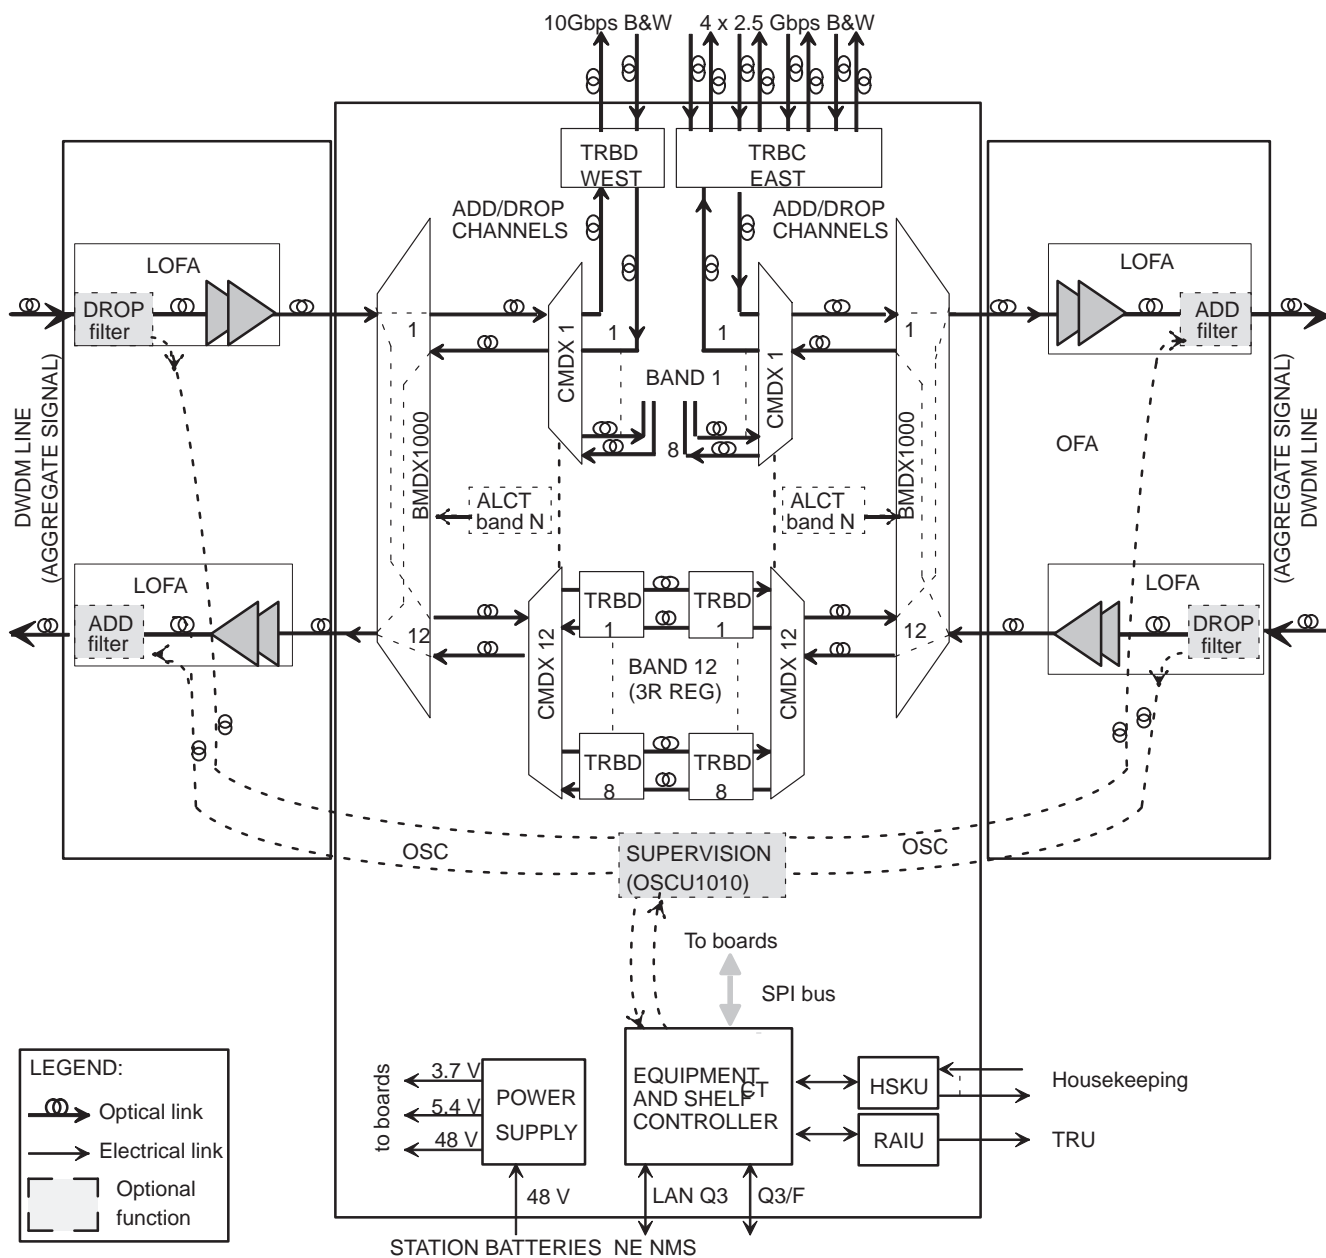 10Gbps B&W
4 x 2.5 Gbps B&W
TRBD
WEST
TRBC
EAST
ADD/DROP
CHANNELS
ADD/DROP
CHANNELS
LOFA
DROP
filter
LOFA
ADD
filter
1
CMDX 1
1
BAND 1
8
1
CMDX 1
1
BMDX1000
BMDX1000
OFA
DWDM LINE
(AGGREGATE SIGNAL)
(AGGREGATE SIGNAL)
DWDM LINE
ALCT
band N
ALCT
band N
LOFA
ADD
filter
LOFA
DROP
filter
12
CMDX 12
TRBD
1
TRBD
1
BAND 12
(3R REG)
TRBD
8
TRBD
8
CMDX 12
12
OSC
SUPERVISION
(OSCU1010)
OSC
To boards
SPI bus
LEGEND:
Optical link
Electrical link
Optional
function
to boards
3.7 V
5.4 V
48 V
POWER
SUPPLY
48 V
STATION BATTERIES
EQUIPMENT
AND SHELF
CONTROLLER
CT
HSKU
RAIU
Housekeeping
TRU
LAN Q3
Q3/F
NE NMS